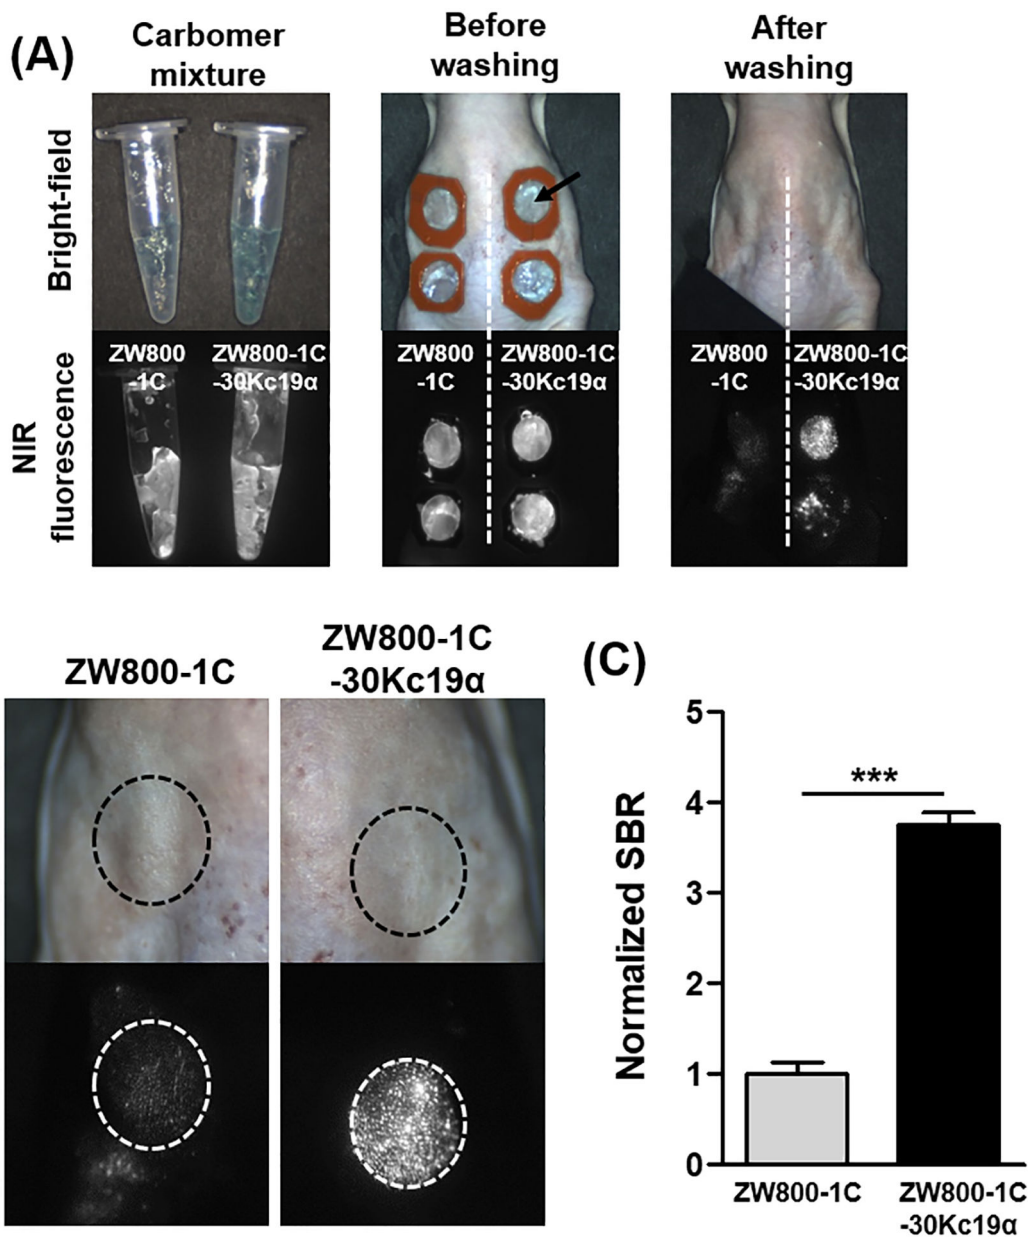 (A)
Carbomer
mixture
Before
washing
After
washing
Bright-field
NIR
fluorescence
ZW800
-1C
ZW800-1C
-30Kc19α
ZW800
-1C
ZW800-1C
-30Kc19α
ZW800
-1C
ZW800-1C
-30Kc19α
ZW800-1C
ZW800-1C
-30Kc19α
(C)
Normalized SBR
5
4
3
2
1
0
***
ZW800-1C
ZW800-1C
-30Kc19α